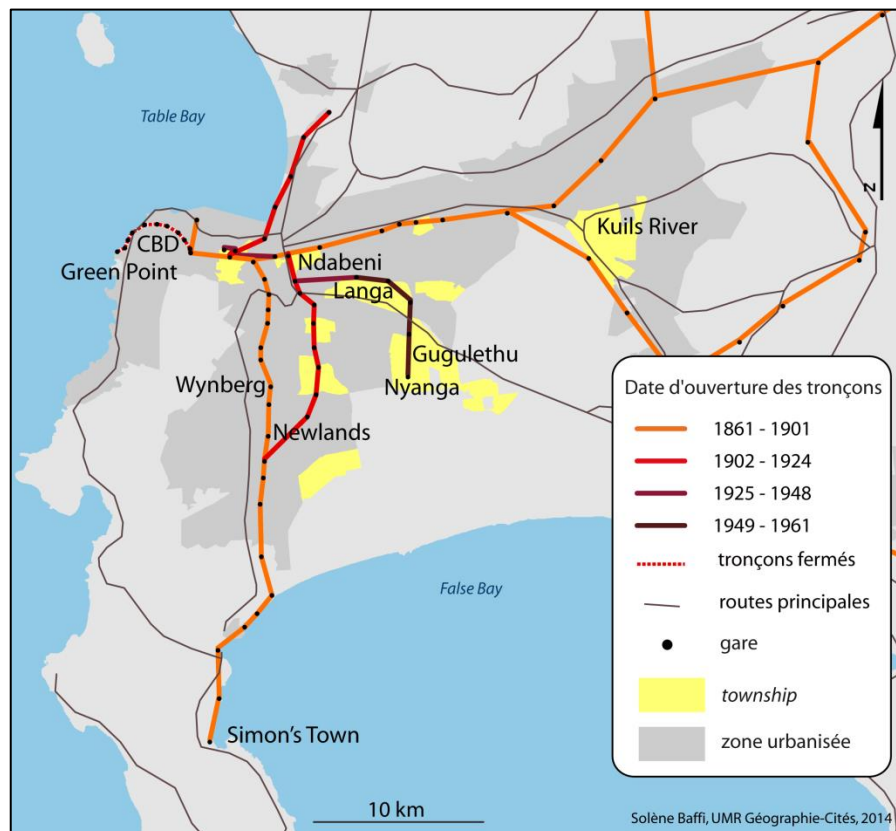 Table Bay
z
CBD
Green Point
Kuils River
Ndabeni
Langa
Gugulethu
Nyanga
Wynberg
Newlands
False Bay
Simon's Town
10 km
Date d'ouverture des tronçons
1861 - 1901
1902 - 1924
1925 - 1948
1949 - 1961
tronçons fermés
routes principales
gare
township
zone urbanisée
Solène Baffi, UMR Géographie-Cités, 2014